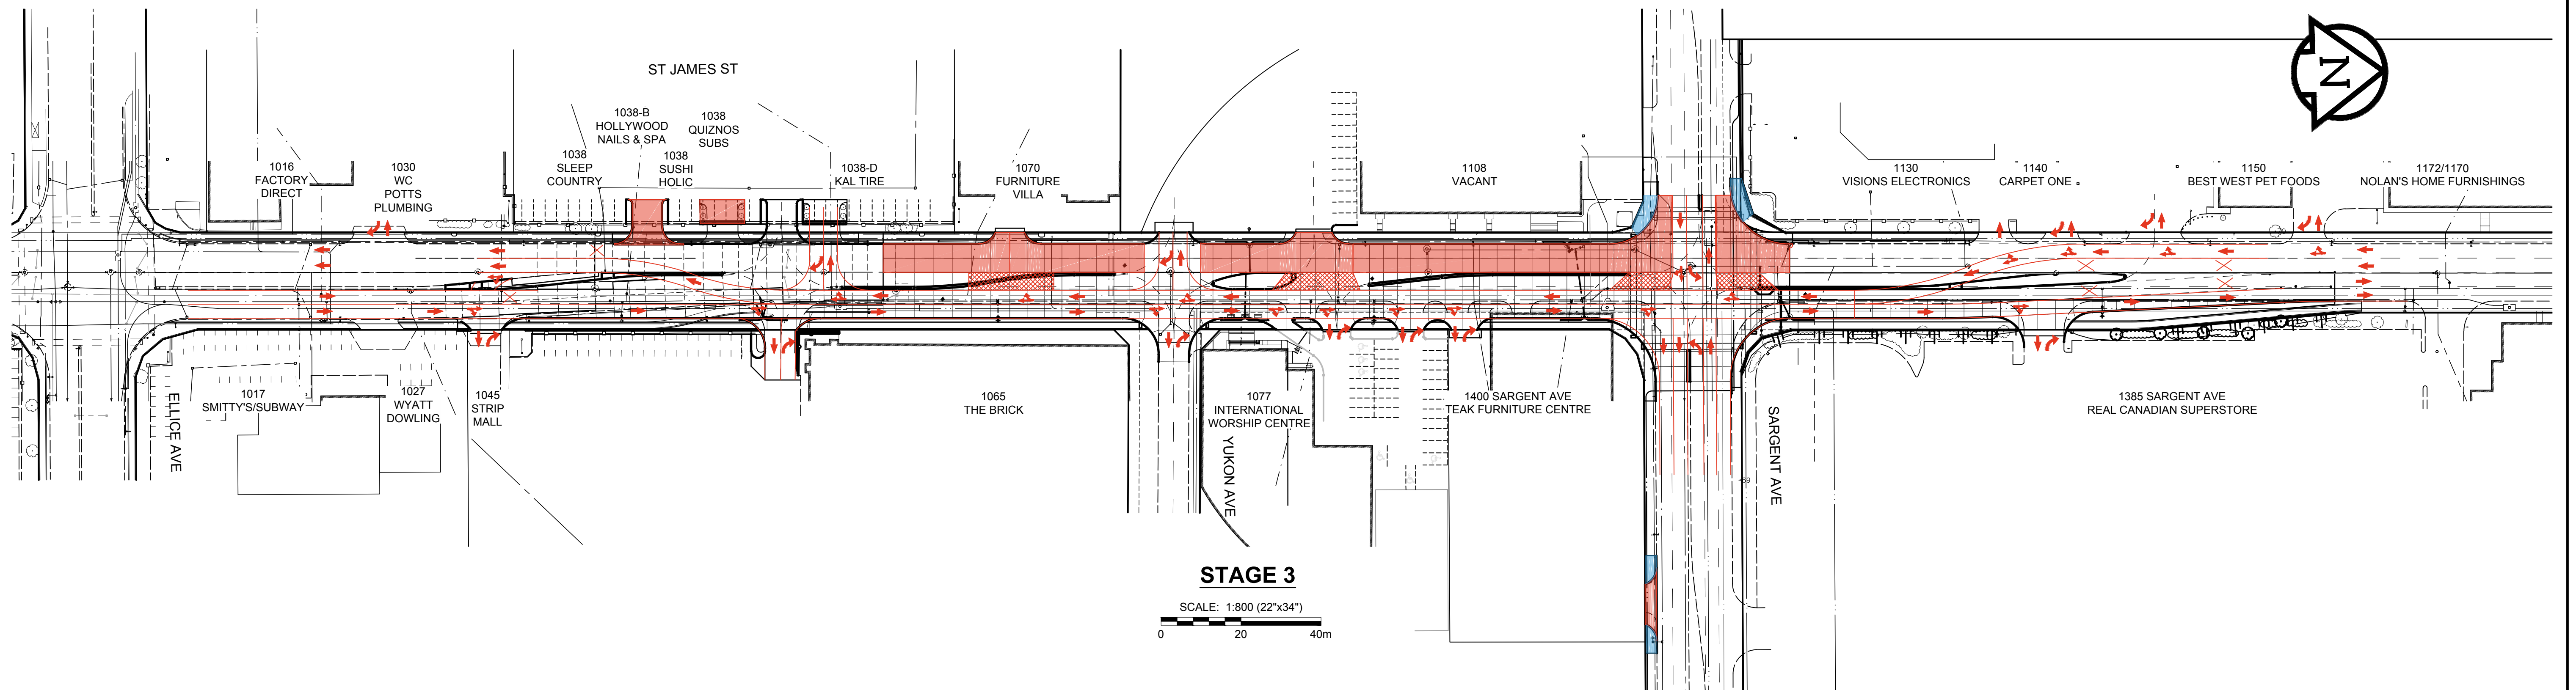 ST JAMES ST
1038-B
HOLLYWOOD
NAILS & SPA
1038
QUIZNOS
SUBS
1016
FACTORY
DIRECT
1030
WC
POTTS
PLUMBING
1038
SLEEP
COUNTRY
1038
SUSHI
HOLIC
1038-D
KAL TIRE
1070
FURNITURE
VILLA
1108
VACANT
1130
VISIONS ELECTRONICS
1140
CARPET ONE
1150
BEST WEST PET FOODS
1172/1170
NOLAN'S HOME FURNISHINGS
N
ELLICE AVE
1017
SMITTY'S/SUBWAY
1027
WYATT
DOWLING
1045
STRIP
MALL
1065
THE BRICK
YUKON AVE
1077
INTERNATIONAL
WORSHIP CENTRE
1400 SARGENT AVE
TEAK FURNITURE CENTRE
SARGENT AVE
1385 SARGENT AVE
REAL CANADIAN SUPERSTORE
STAGE 3
SCALE: 1:800 (22"x34")
0 20 40m